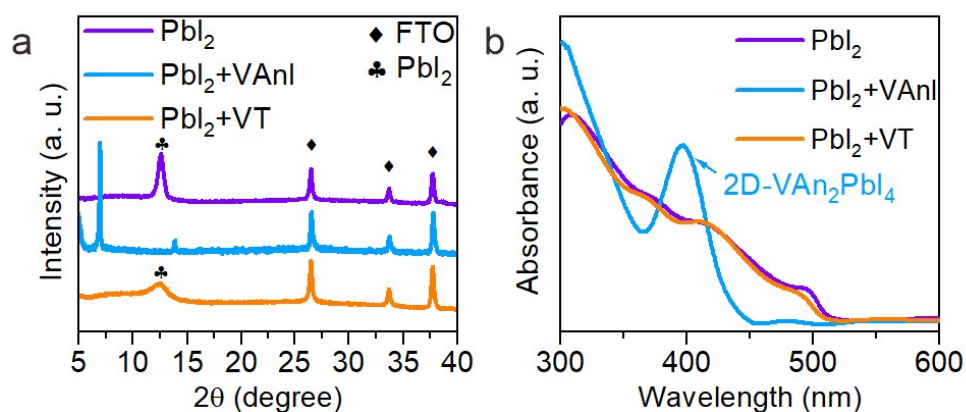 a
PbI₂
PbI₂+VAnI
PbI₂+VT
♦ FTO
♣ PbI₂
♣
♦
♦
♦
♣
Intensity (a. u.)
5 10 15 20 25 30 35 40
2θ (degree)
b
PbI₂
PbI₂+VAnI
PbI₂+VT
2D-VAn₂PbI₄
Absorbance (a. u.)
300 400 500 600
Wavelength (nm)